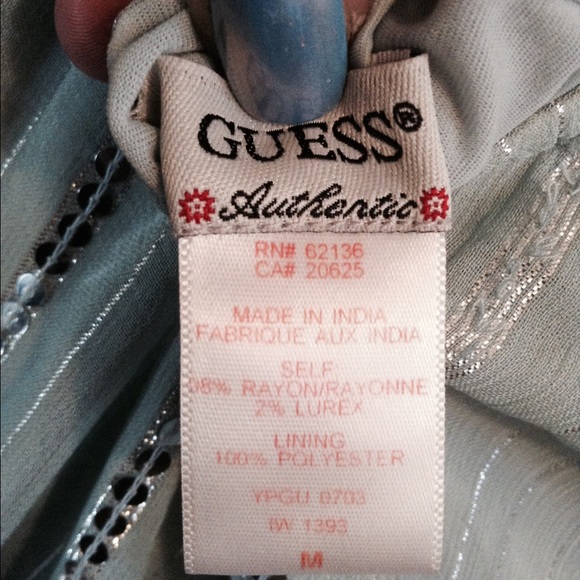 GUESS®
Authentic
RN# 62136
CA# 20625
MADE IN INDIA
FABRIQUE AUX INDIA
SELF:
98% RAYON/RAYONNE
2% LUREX
LINING
100% POLYESTER
YPGU 0703
IW 1393
M